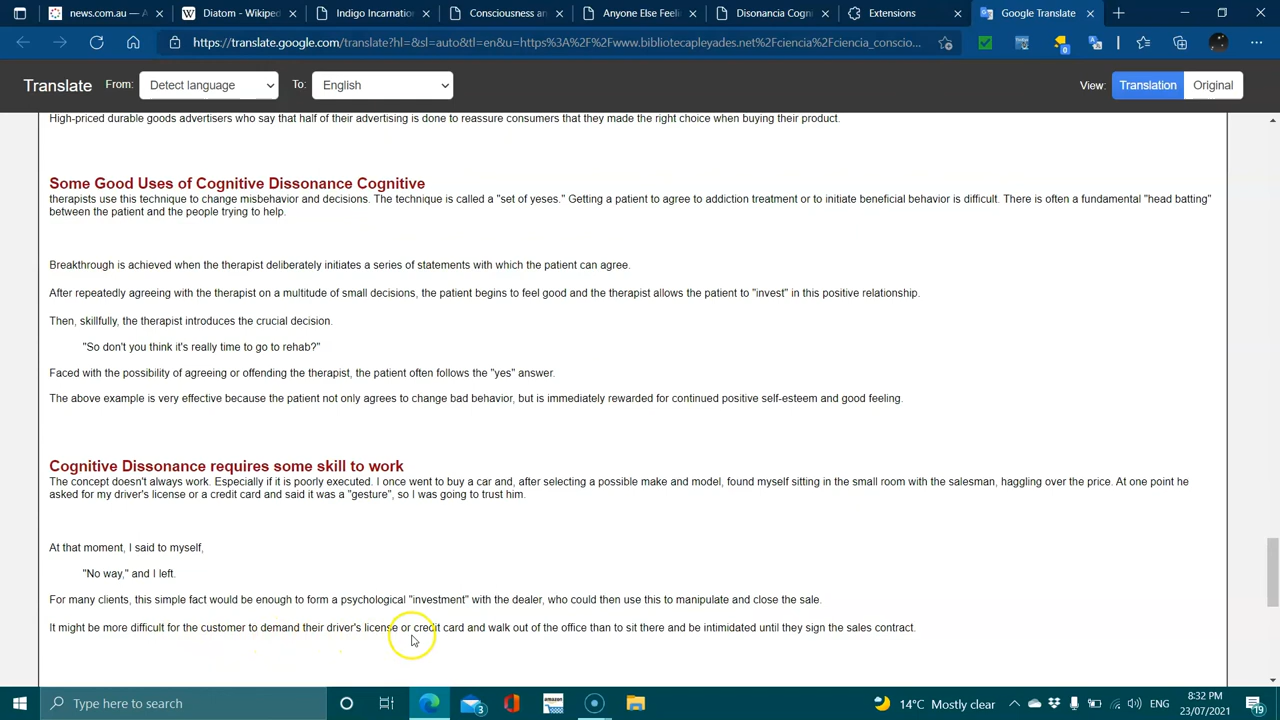 news.com.au — A
Diatom - Wikiped
Indigo Incarnation
Consciousness an
Anyone Else Feeli
Disonancia Cogni
Extensions
Google Translate
https://translate.google.com/translate?hl=&sl=auto&tl=en&u=https%3A%2F%2Fwww.bibliotecapleyades.net%2Fciencia%2Fciencia_conscio...
Translate From: Detect language To: English View: Translation Original
High-priced durable goods advertisers who say that half of their advertising is done to reassure consumers that they made the right choice when buying their product.
Some Good Uses of Cognitive Dissonance Cognitive
therapists use this technique to change misbehavior and decisions. The technique is called a "set of yeses." Getting a patient to agree to addiction treatment or to initiate beneficial behavior is difficult. There is often a fundamental "head batting"
between the patient and the people trying to help.
Breakthrough is achieved when the therapist deliberately initiates a series of statements with which the patient can agree.
After repeatedly agreeing with the therapist on a multitude of small decisions, the patient begins to feel good and the therapist allows the patient to "invest" in this positive relationship.
Then, skillfully, the therapist introduces the crucial decision.
"So don't you think it's really time to go to rehab?"
Faced with the possibility of agreeing or offending the therapist, the patient often follows the "yes" answer.
The above example is very effective because the patient not only agrees to change bad behavior, but is immediately rewarded for continued positive self-esteem and good feeling.
Cognitive Dissonance requires some skill to work
The concept doesn't always work. Especially if it is poorly executed. I once went to buy a car and, after selecting a possible make and model, found myself sitting in the small room with the salesman, haggling over the price. At one point he
asked for my driver's license or a credit card and said it was a "gesture", so I was going to trust him.
At that moment, I said to myself,
"No way," and I left.
For many clients, this simple fact would be enough to form a psychological "investment" with the dealer, who could then use this to manipulate and close the sale.
It might be more difficult for the customer to demand their driver's license or credit card and walk out of the office than to sit there and be intimidated until they sign the sales contract.
Type here to search
3
amazon
14°C Mostly clear
ENG
8:32 PM
23/07/2021
19